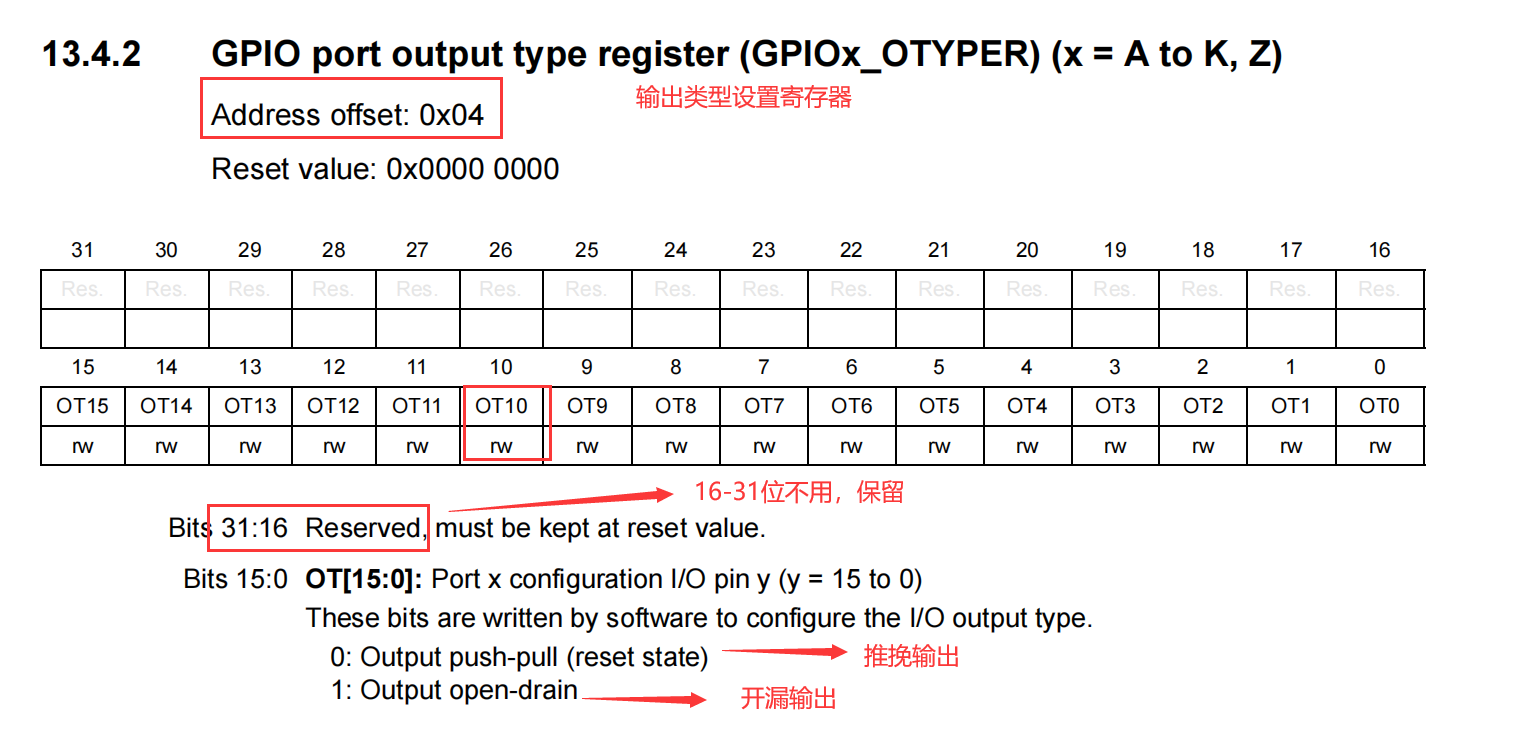 13.4.2 GPIO port output type register (GPIOx_OTYPER) (x = A to K, Z)
输出类型设置寄存器
Address offset: 0x04
Reset value: 0x0000 0000
31 30 29 28 27 26 25 24 23 22 21 20 19 18 17 16
Res. Res. Res. Res. Res. Res. Res. Res. Res. Res. Res. Res. Res. Res. Res. Res.
15 14 13 12 11 10 9 8 7 6 5 4 3 2 1 0
OT15 OT14 OT13 OT12 OT11 OT10 OT9 OT8 OT7 OT6 OT5 OT4 OT3 OT2 OT1 OT0
rw rw rw rw rw rw rw rw rw rw rw rw rw rw rw rw
16-31位不用，保留
Bits 31:16 Reserved, must be kept at reset value.
Bits 15:0 OT[15:0]: Port x configuration I/O pin y (y = 15 to 0)
These bits are written by software to configure the I/O output type.
0: Output push-pull (reset state) 推挽输出
1: Output open-drain 开漏输出